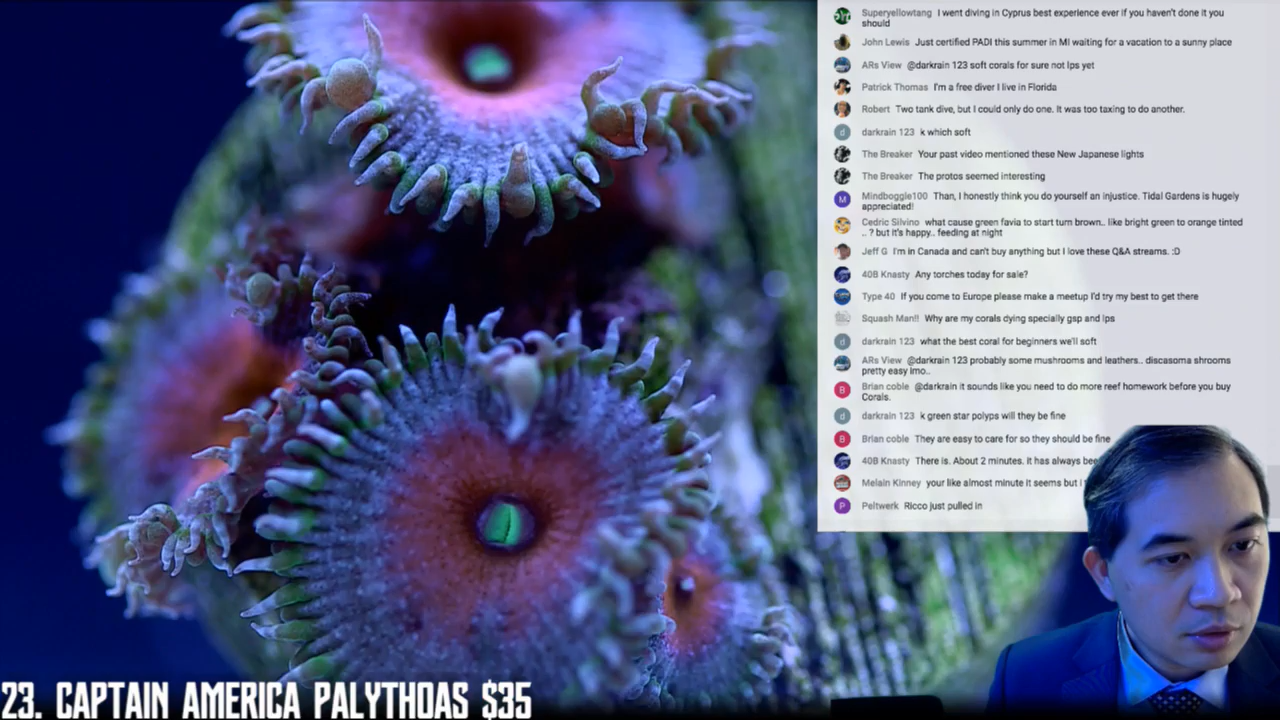 Superyellowtang I went diving in Cyprus best experience ever if you haven't done it you
should
John Lewis Just certified PADI this summer in MI waiting for a vacation to a sunny place
ARs View @darkrain 123 soft corals for sure not lps yet
Patrick Thomas I'm a free diver I live in Florida
Robert Two tank dive, but I could only do one. It was too taxing to do another.
d darkrain 123 k which soft
The Breaker Your past video mentioned these New Japanese lights
The Breaker The protos seemed interesting
M Mindboggle100 Than, I honestly think you do yourself an injustice. Tidal Gardens is hugely
appreciated!
Cedric Silvino what cause green favia to start turn brown.. like bright green to orange tinted
.. ? but it's happy.. feeding at night
Jeff G I'm in Canada and can't buy anything but I love these Q&A streams. :D
40B Knasty Any torches today for sale?
Type 40 If you come to Europe please make a meetup I'd try my best to get there
Squash Man!! Why are my corals dying specially gsp and lps
d darkrain 123 what the best coral for beginners we'll soft
ARs View @darkrain 123 probably some mushrooms and leathers.. discasoma shrooms
pretty easy imo..
B Brian coble @darkrain it sounds like you need to do more reef homework before you buy
Corals.
d darkrain 123 k green star polyps will they be fine
B Brian coble They are easy to care for so they should be fine
40B Knasty There is. About 2 minutes. It has always
Melain Kinney your like almost minute it seems but
P Peltwerk Ricco just pulled in
23. CAPTAIN AMERICA PALYTHOAS $35